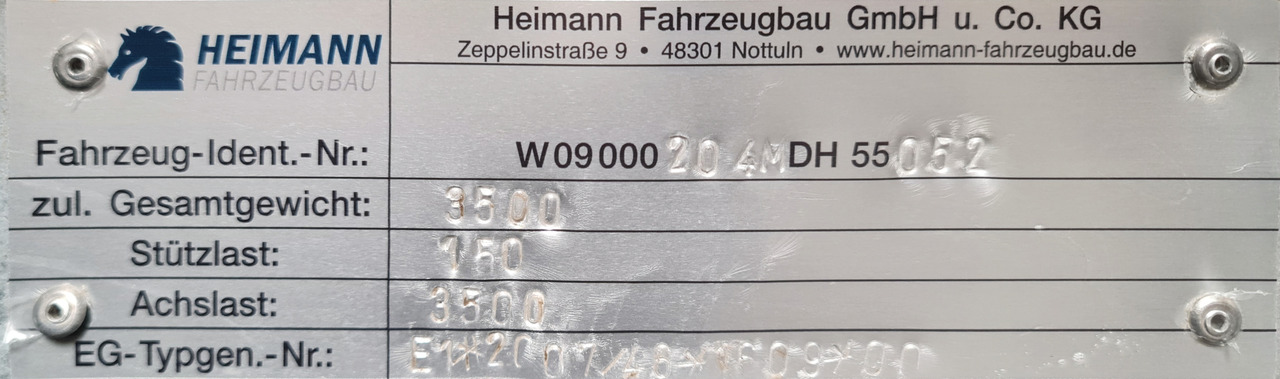 HEIMANN
FAHRZEUGBAU
Heimann Fahrzeugbau GmbH u. Co. KG
Zeppelinstraße 9 • 48301 Nottuln • www.heimann-fahrzeugbau.de
Fahrzeug-Ident.-Nr.: W09000204MDH55052
zul. Gesamtgewicht: 3500
Stützlast: 150
Achslast: 3500
EG-Typgen.-Nr.: